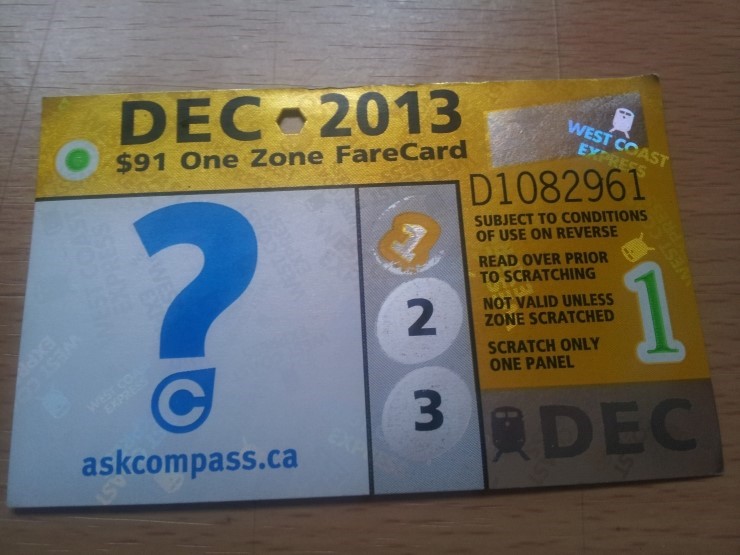 DEC 2013
$91 One Zone FareCard
WEST COAST
EXPRESS
D1082961
SUBJECT TO CONDITIONS
OF USE ON REVERSE
READ OVER PRIOR
TO SCRATCHING
NOT VALID UNLESS
ZONE SCRATCHED
SCRATCH ONLY
ONE PANEL
1
1
2
3
?
C
askcompass.ca
DEC